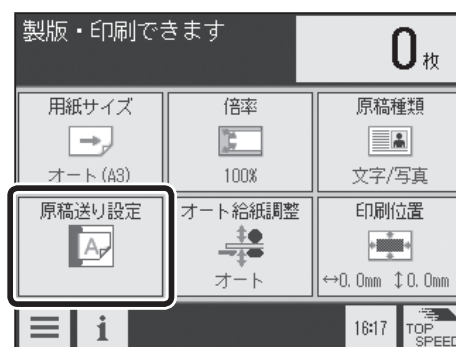 製版・印刷できます
0枚
用紙サイズ
オート(A3)
倍率
100%
原稿種類
文字/写真
原稿送り設定
オート給紙調整
オート
印刷位置
↔0.0mm ↕0.0mm
i
16:17
TOP
SPEED